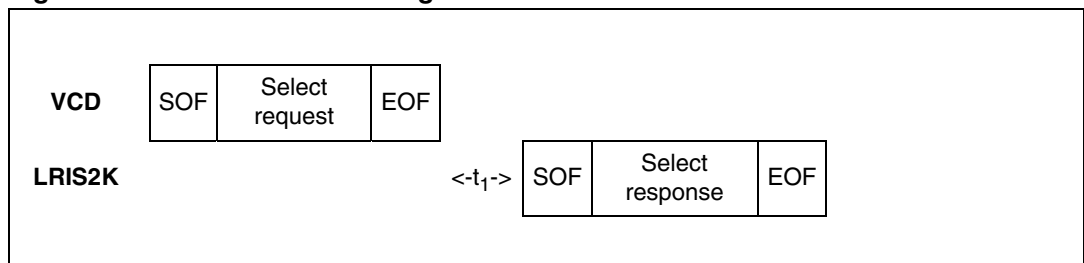 VCD SOF Select request EOF
LRIS2K <-t1-> SOF Select response EOF